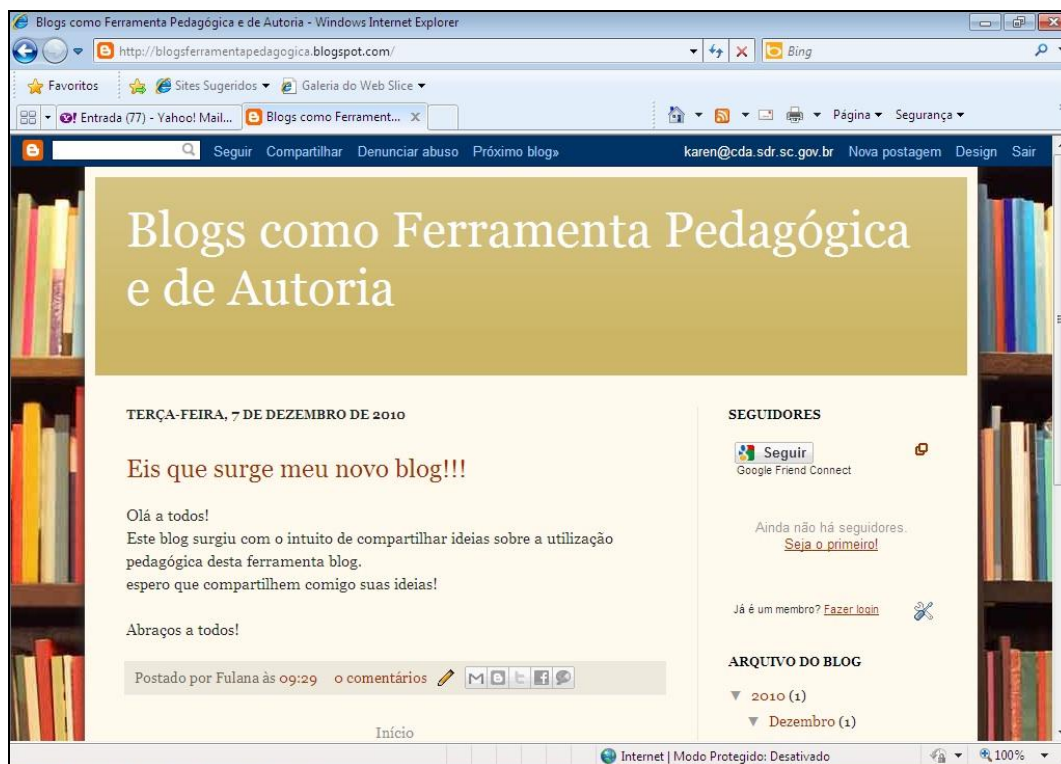 Blogs como Ferramenta Pedagógica e de Autoria - Windows Internet Explorer
http://blogsferramentapedagogica.blogspot.com/
Bing
Favoritos Sites Sugeridos Galeria do Web Slice
Entrada (77) - Yahoo! Mail... Blogs como Ferrament... X
Página Segurança
Seguir Compartilhar Denunciar abuso Próximo blog»
karen@cda.sdr.sc.gov.br Nova postagem Design Sair
Blogs como Ferramenta Pedagógica
e de Autoria
TERÇA-FEIRA, 7 DE DEZEMBRO DE 2010
Eis que surge meu novo blog!!!
Olá a todos!
Este blog surgiu com o intuito de compartilhar ideias sobre a utilização
pedagógica desta ferramenta blog.
espero que compartilhem comigo suas ideias!
Abraços a todos!
Postado por Fulana às 09:29 0 comentários
Início
SEGUIDORES
Seguir
Google Friend Connect
Ainda não há seguidores.
Seja o primeiro!
Já é um membro? Fazer login
ARQUIVO DO BLOG
▼ 2010 (1)
▼ Dezembro (1)
Internet | Modo Protegido: Desativado
100%